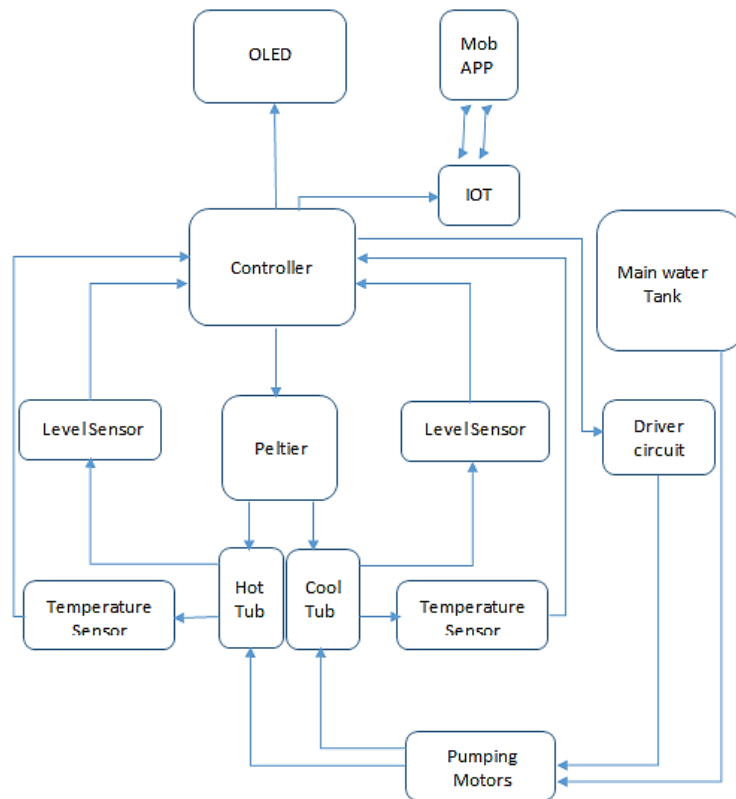 OLED
Mob
APP
IOT
Controller
Main water
Tank
Level Sensor
Peltier
Level Sensor
Driver
circuit
Hot
Tub
Cool
Tub
Temperature
Sensor
Temperature
Sensor
Pumping
Motors